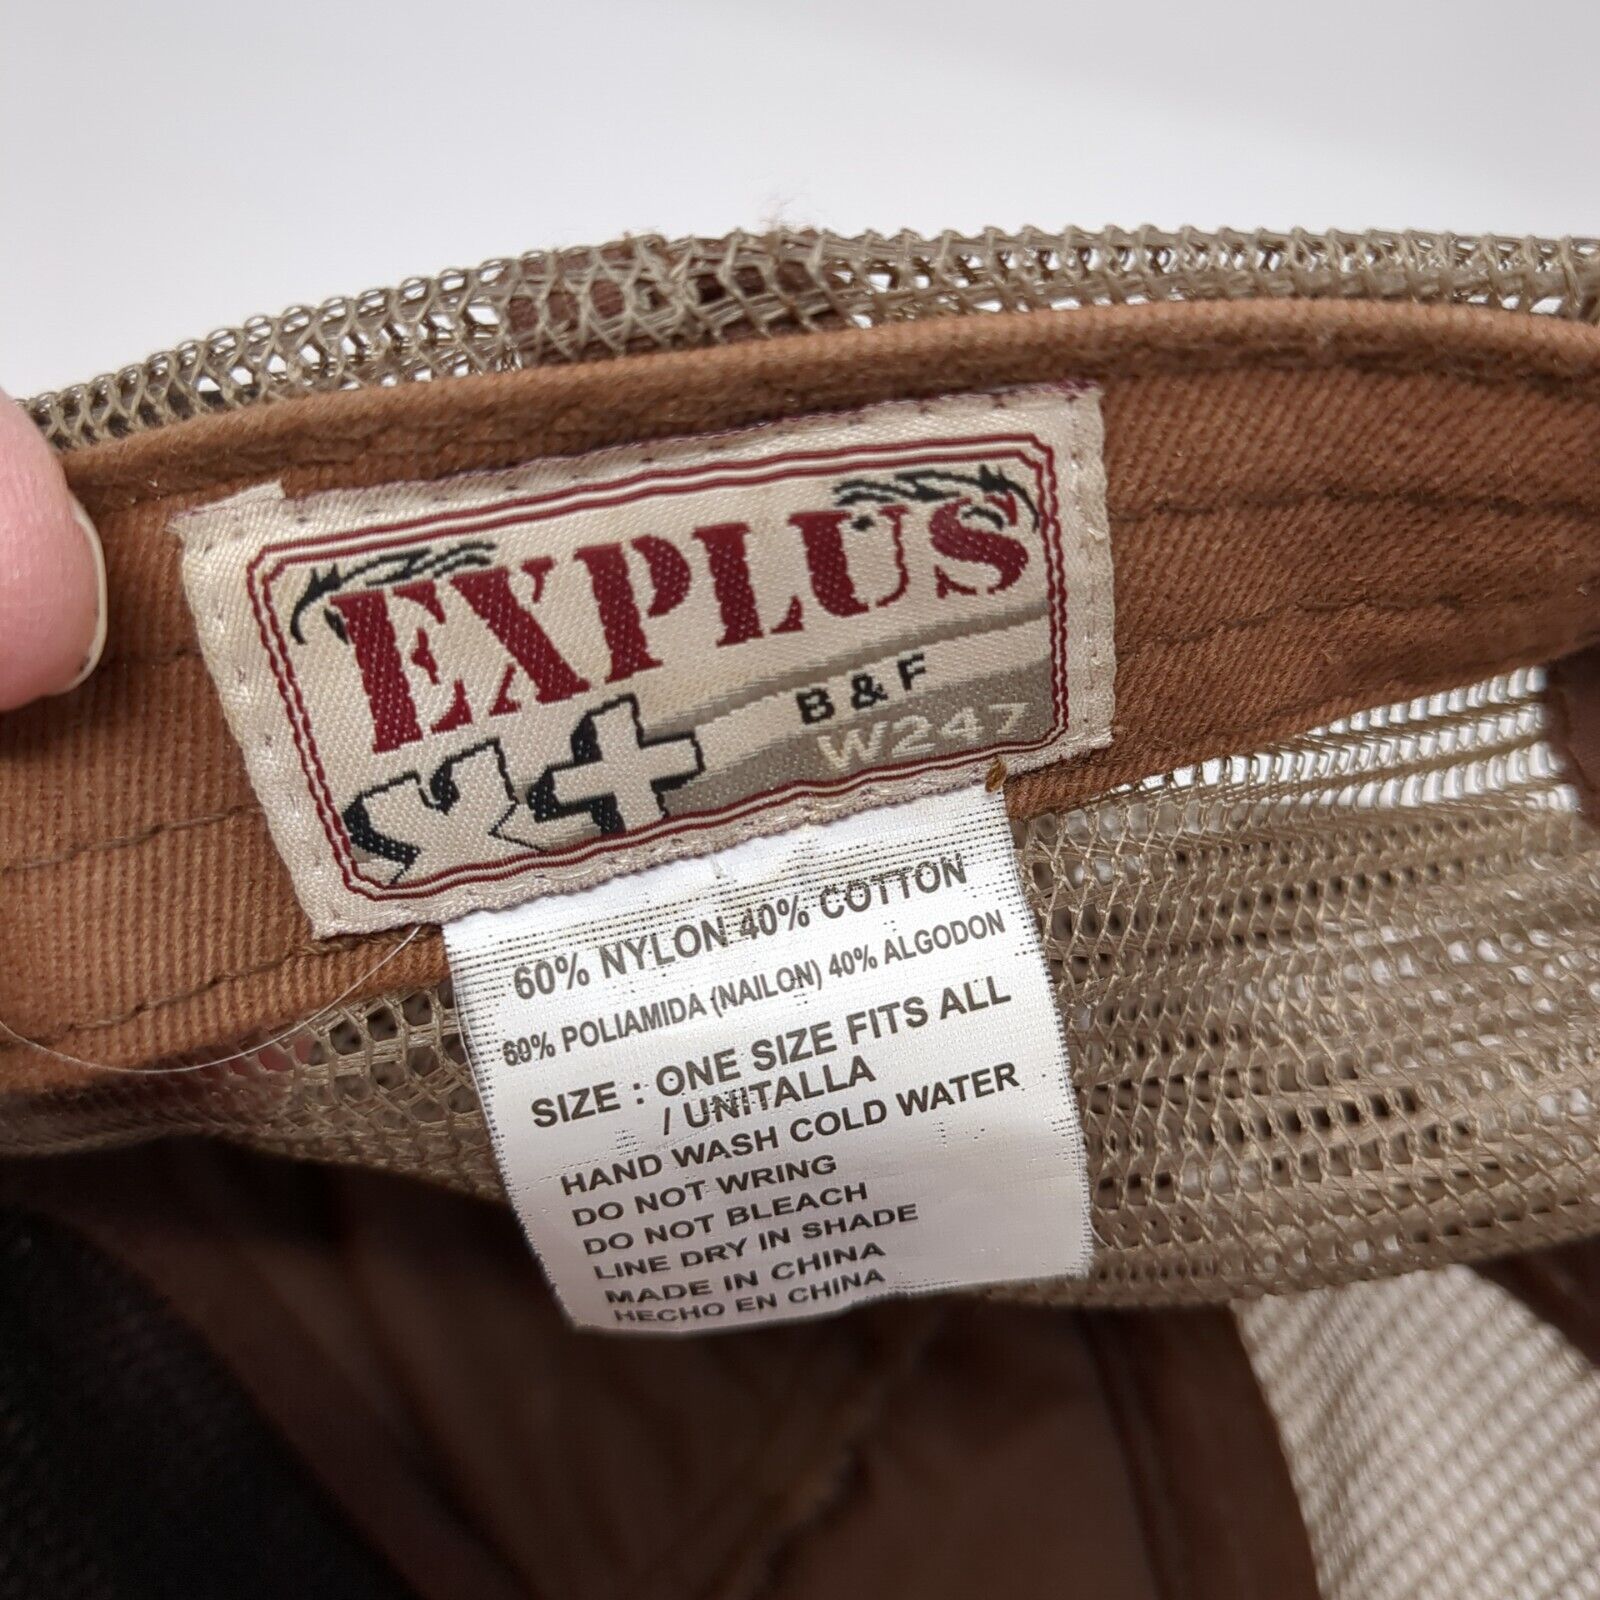 EXPLUS
X+
B & F
W247
60% NYLON 40% COTTON
60% POLIAMIDA (NAILON) 40% ALGODON
SIZE : ONE SIZE FITS ALL
/ UNITALLA
HAND WASH COLD WATER
DO NOT WRING
DO NOT BLEACH
LINE DRY IN SHADE
MADE IN CHINA
HECHO EN CHINA